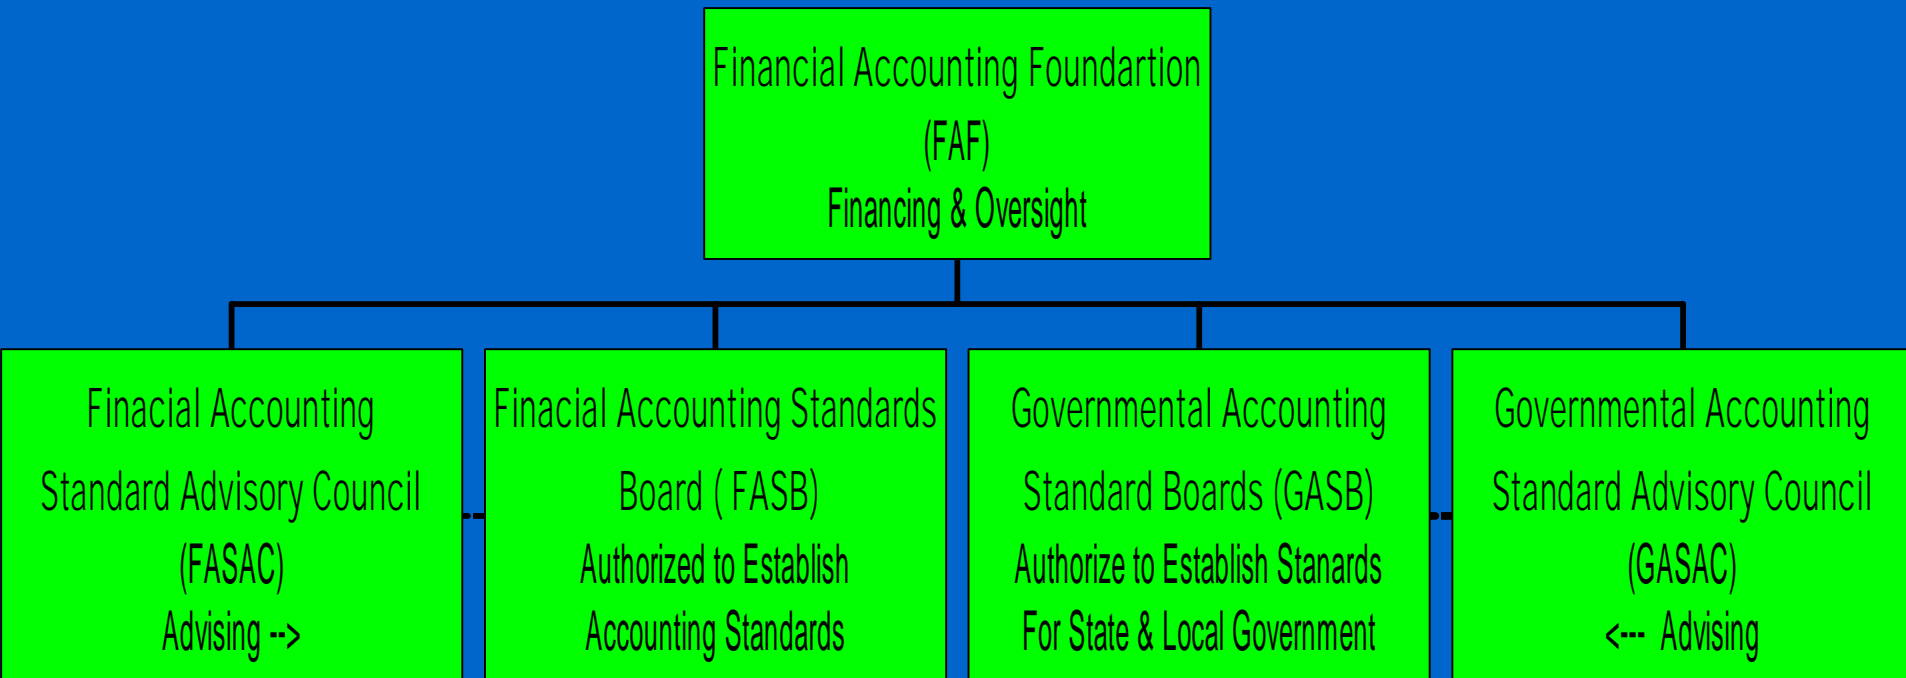 Financial Accounting Foundartion
(FAF)
Financing & Oversight
Finacial Accounting
Standard Advisory Council
(FASAC)
Advising -->
Finacial Accounting Standards
Board ( FASB)
Authorized to Establish
Accounting Standards
Governmental Accounting
Standard Boards (GASB)
Authorize to Establish Stanards
For State & Local Government
Governmental Accounting
Standard Advisory Council
(GASAC)
<--- Advising